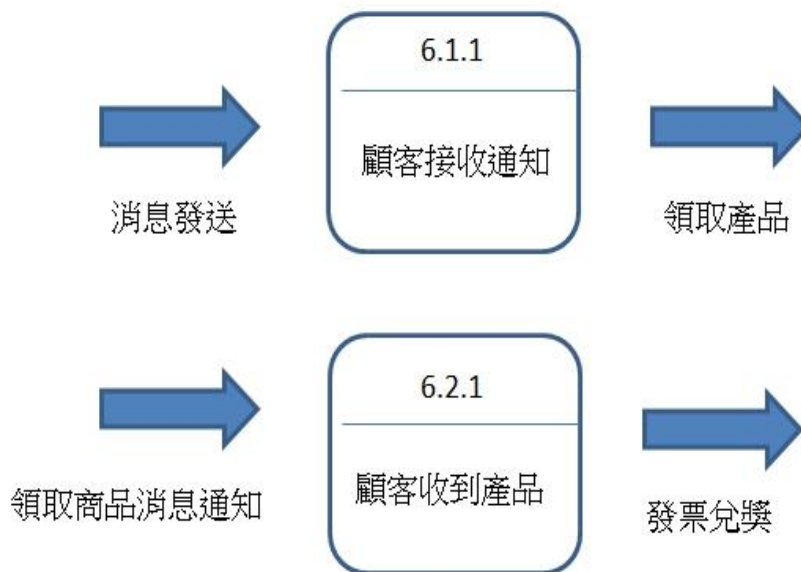 6.1.1
顧客接收通知
消息發送
領取產品
6.2.1
顧客收到產品
領取商品消息通知
發票兌獎